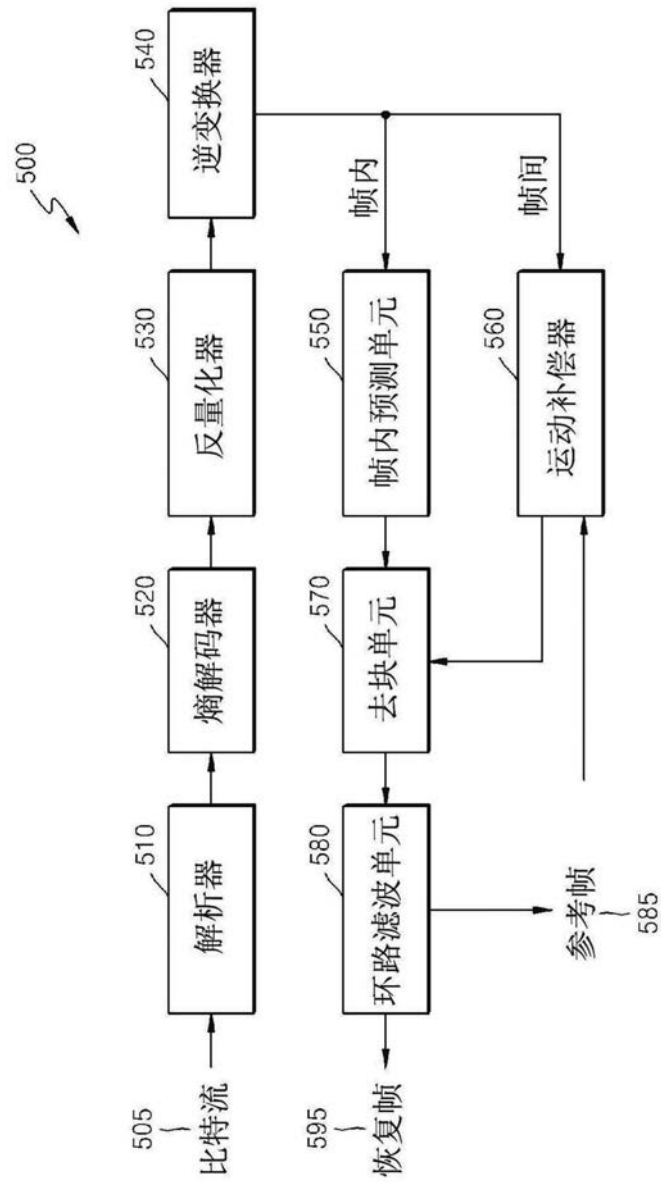 500
505
比特流
510
解析器
520
熵解码器
530
反量化器
540
逆变换器
帧内
帧间
550
帧内预测单元
560
运动补偿器
570
去块单元
580
环路滤波单元
595
恢复帧
参考帧
585